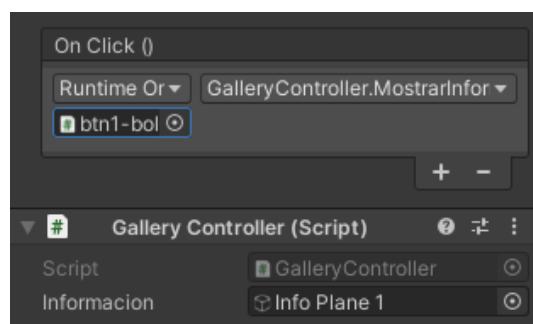 On Click ()
Runtime Or GalleryController.MostrarInfor
btn1-bol
+ -
# Gallery Controller (Script)
Script GalleryController
Informacion Info Plane 1